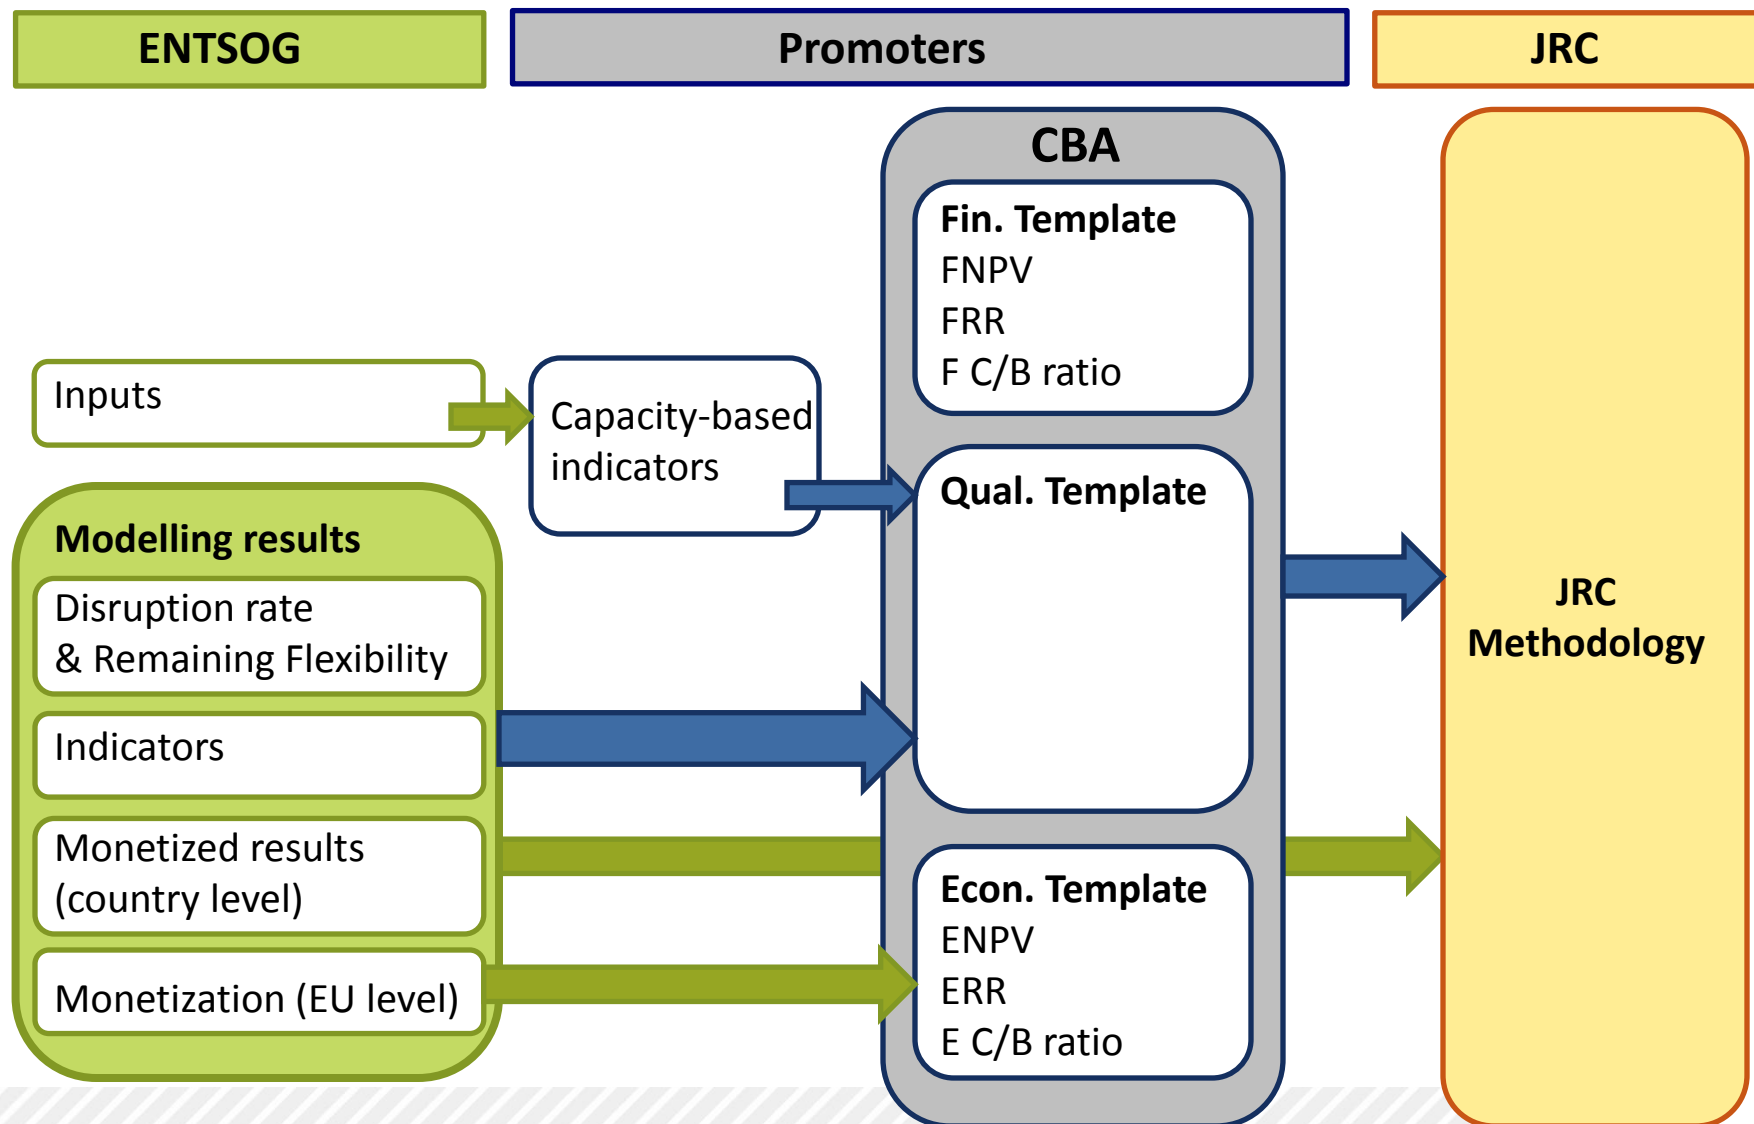 ENTSOG
Promoters
JRC
CBA
Fin. Template
FNPV
FRR
F C/B ratio
Inputs
Capacity-based
indicators
Qual. Template
Modelling results
Disruption rate
& Remaining Flexibility
Indicators
Monetized results
(country level)
Monetization (EU level)
Econ. Template
ENPV
ERR
E C/B ratio
JRC
Methodology